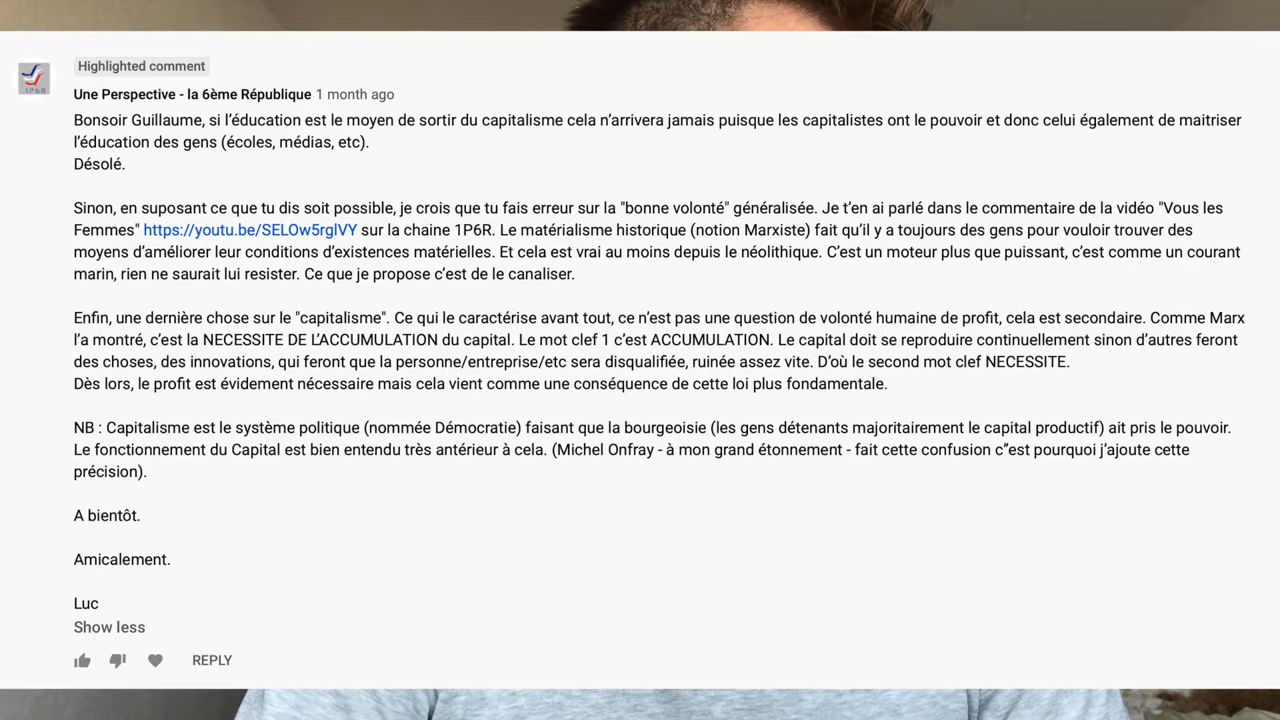 Highlighted comment
1P6R
Une Perspective - la 6ème République 1 month ago
Bonsoir Guillaume, si l’éducation est le moyen de sortir du capitalisme cela n’arrivera jamais puisque les capitalistes ont le pouvoir et donc celui également de maitriser
l’éducation des gens (écoles, médias, etc).
Désolé.
Sinon, en suposant ce que tu dis soit possible, je crois que tu fais erreur sur la "bonne volonté" généralisée. Je t’en ai parlé dans le commentaire de la vidéo "Vous les
Femmes" https://youtu.be/SELOw5rglVY sur la chaine 1P6R. Le matérialisme historique (notion Marxiste) fait qu’il y a toujours des gens pour vouloir trouver des
moyens d’améliorer leur conditions d’existences matérielles. Et cela est vrai au moins depuis le néolithique. C’est un moteur plus que puissant, c’est comme un courant
marin, rien ne saurait lui resister. Ce que je propose c’est de le canaliser.
Enfin, une dernière chose sur le "capitalisme". Ce qui le caractérise avant tout, ce n’est pas une question de volonté humaine de profit, cela est secondaire. Comme Marx
l’a montré, c’est la NECESSITE DE L’ACCUMULATION du capital. Le mot clef 1 c’est ACCUMULATION. Le capital doit se reproduire continuellement sinon d’autres feront
des choses, des innovations, qui feront que la personne/entreprise/etc sera disqualifiée, ruinée assez vite. D’où le second mot clef NECESSITE.
Dès lors, le profit est évidement nécessaire mais cela vient comme une conséquence de cette loi plus fondamentale.
NB : Capitalisme est le système politique (nommée Démocratie) faisant que la bourgeoisie (les gens détenants majoritairement le capital productif) ait pris le pouvoir.
Le fonctionnement du Capital est bien entendu très antérieur à cela. (Michel Onfray - à mon grand étonnement - fait cette confusion c’'est pourquoi j’ajoute cette
précision).
A bientôt.
Amicalement.
Luc
Show less
REPLY